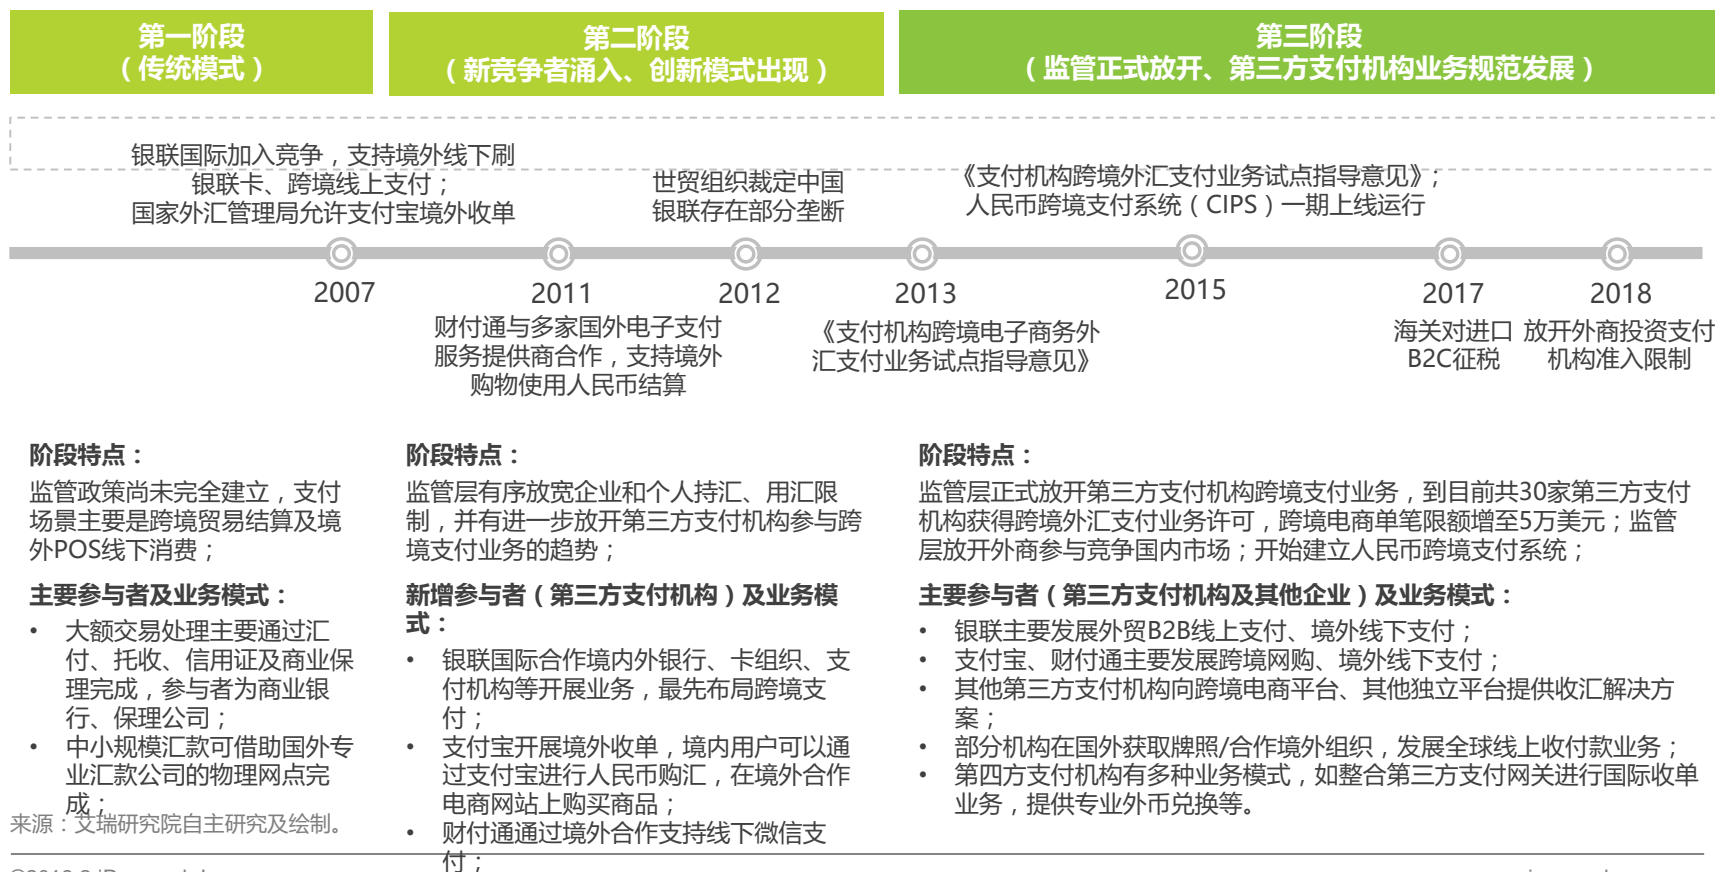 第一阶段
（传统模式）
第二阶段
（新竞争者涌入、创新模式出现）
第三阶段
（监管正式放开、第三方支付机构业务规范发展）
银联国际加入竞争，支持境外线下刷
银联卡、跨境线上支付；
国家外汇管理局允许支付宝境外收单
世贸组织裁定中国
银联存在部分垄断
《支付机构跨境外汇支付业务试点指导意见》；
人民币跨境支付系统（CIPS）一期上线运行
2007
2011
2012
2013
2015
2017
2018
财付通与多家国外电子支付
服务提供商合作，支持境外
购物使用人民币结算
《支付机构跨境电子商务外
汇支付业务试点指导意见》
海关对进口
B2C征税
放开外商投资支付
机构准入限制
阶段特点：
监管政策尚未完全建立，支付
场景主要是跨境贸易结算及境
外POS线下消费；
主要参与者及业务模式：
• 大额交易处理主要通过汇
付、托收、信用证及商业保
理完成，参与者为商业银
行、保理公司；
• 中小规模汇款可借助国外专
业汇款公司的物理网点完
成；
阶段特点：
监管层有序放宽企业和个人持汇、用汇限
制，并有进一步放开第三方支付机构参与跨
境支付业务的趋势；
新增参与者（第三方支付机构）及业务模
式：
• 银联国际合作境内外银行、卡组织、支
付机构等开展业务，最先布局跨境支
付；
• 支付宝开展境外收单，境内用户可以通
过支付宝进行人民币购汇，在境外合作
电商网站上购买商品；
• 财付通通过境外合作支持线下微信支
付；
阶段特点：
监管层正式放开第三方支付机构跨境支付业务，到目前共30家第三方支付
机构获得跨境外汇支付业务许可，跨境电商单笔限额增至5万美元；监管
层放开外商参与竞争国内市场；开始建立人民币跨境支付系统；
主要参与者（第三方支付机构及其他企业）及业务模式：
• 银联主要发展外贸B2B线上支付、境外线下支付；
• 支付宝、财付通主要发展跨境网购、境外线下支付；
• 其他第三方支付机构向跨境电商平台、其他独立平台提供收汇解决方
案；
• 部分机构在国外获取牌照/合作境外组织，发展全球线上收付款业务；
• 第四方支付机构有多种业务模式，如整合第三方支付网关进行国际收单
业务，提供专业外币兑换等。
来源：艾瑞研究院自主研究及绘制。